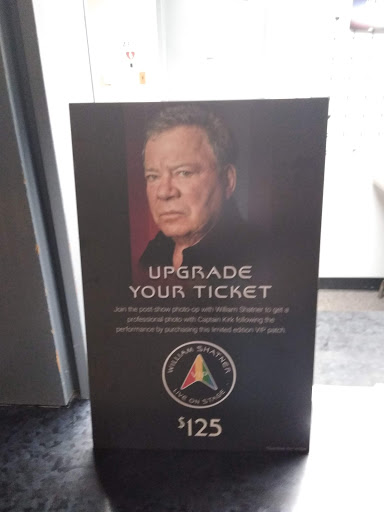 UPGRADE
YOUR TICKET
Join the post show photo-op with William Shatner to get a
professional photo with Captain Kirk following the
performance by purchasing this limited edition VIP patch
WILLIAM SHATNER
LIVE ON STAGE
$125